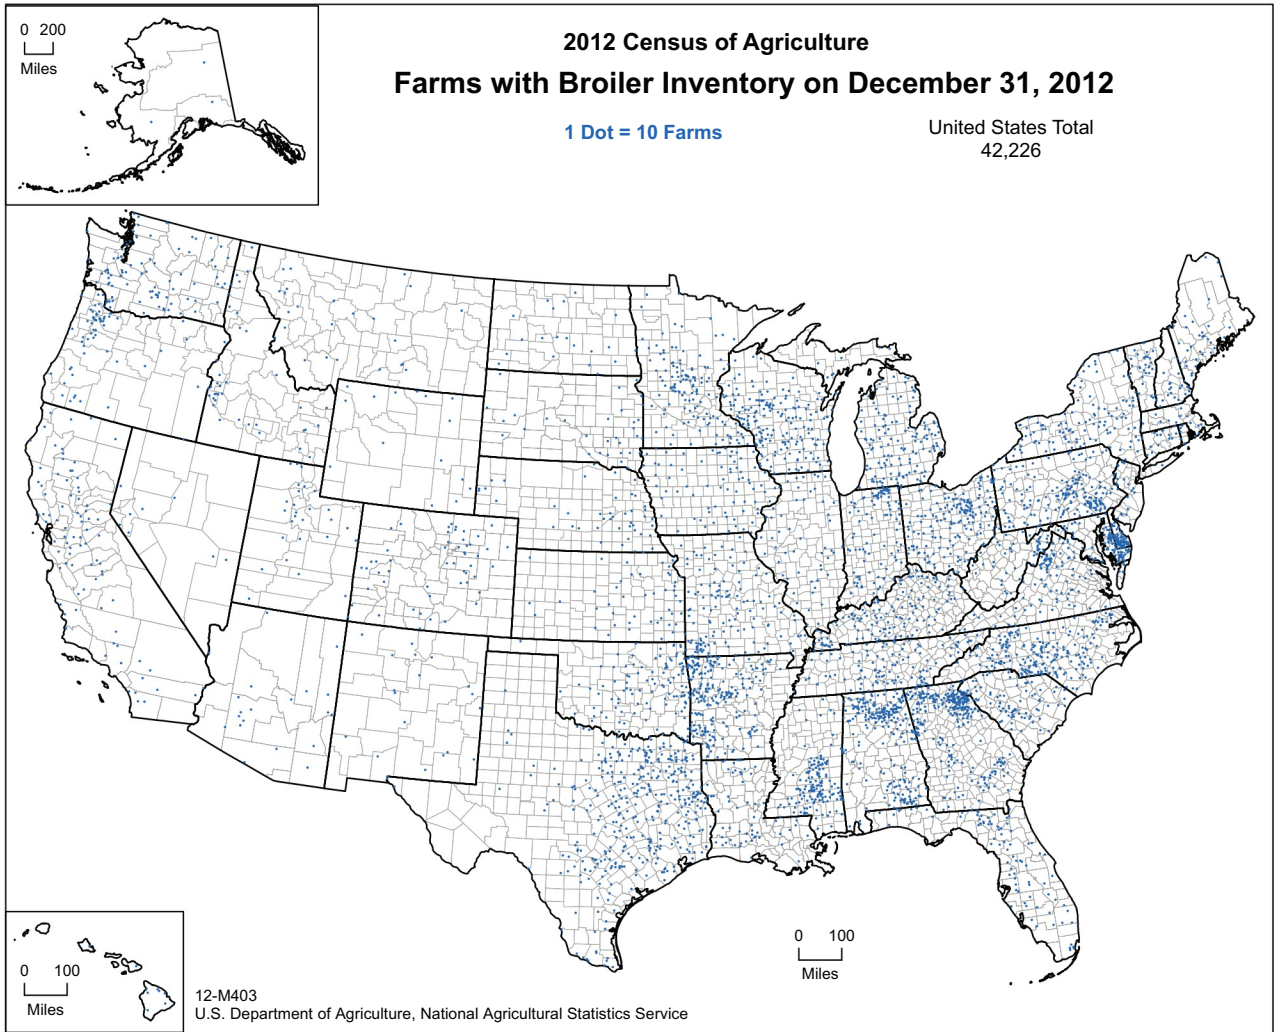 0 200
Miles
2012 Census of Agriculture
Farms with Broiler Inventory on December 31, 2012
1 Dot = 10 Farms
United States Total
42,226
0 100
Miles
0 100
Miles
12-M403
U.S. Department of Agriculture, National Agricultural Statistics Service